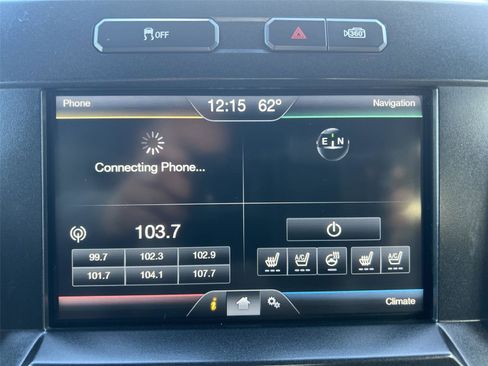 OFF
360
Phone
12:15 62°
Navigation
E N
Connecting Phone...
103.7
99.7 102.3 102.9
101.7 104.1 107.7
A/C A/C
i
Climate